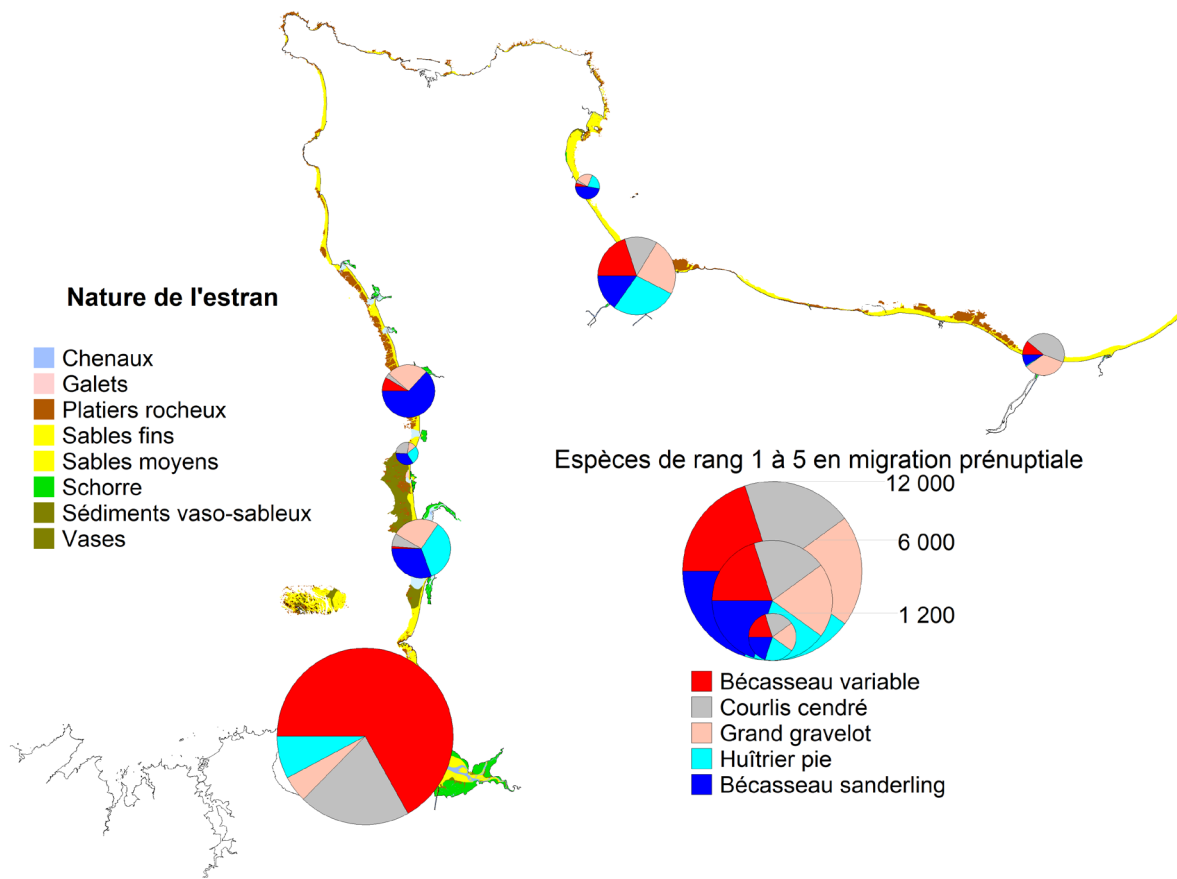 Nature de l'estran
Chenaux
Galets
Platiers rocheux
Sables fins
Sables moyens
Schorre
Sédiments vaso-sableux
Vases
Espèces de rang 1 à 5 en migration prénuptiale
12 000
6 000
1 200
Bécasseau variable
Courlis cendré
Grand gravelot
Huîtrier pie
Bécasseau sanderling